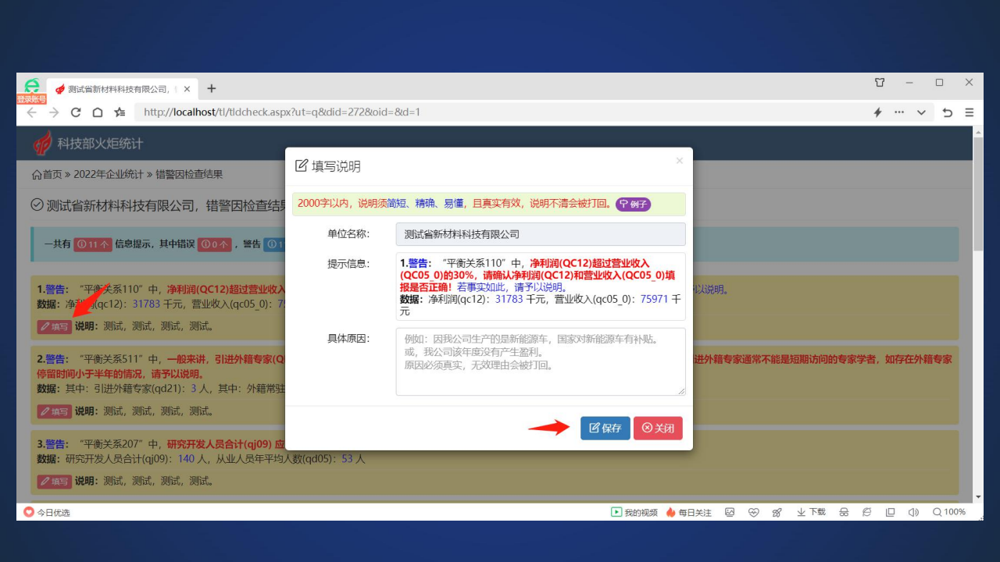 登录账号
测试省新材料科技有限公司,
http://localhost/tl/tldcheck.aspx?ut=q&did=272&oid=&d=1
科技部火炬统计
首页 » 2022年企业统计 » 错警因检查结果
测试省新材料科技有限公司，错警因检查结
一共有 11 个 信息提示，其中错误 0 个 ，警告
1.警告： “平衡关系110”中，净利润(QC12)超过营业收入
以说明。
数据：净利润(qc12)：31783 千元，营业收入(qc05_0)：
填写 说明：测试，测试，测试，测试。
2.警告： “平衡关系511”中，一般来讲，引进外籍专家
进外籍专家通常不能是短期访问的专家学者，如存在外籍专家
停留时间小于半年的情况，请予以说明。
数据：其中：引进外籍专家(qd21)：3 人，其中：外籍常驻
填写 说明：测试，测试，测试，测试。
3.警告： “平衡关系207”中，研究开发人员合计(qj09) 应
数据：研究开发人员合计(qj09)：140 人，从业人员年平均人数(qd05)：53 人
填写 说明：测试，测试，测试，测试。
填写说明
2000字以内，说明须简短、精确、易懂，且真实有效，说明不清会被打回。 例子
单位名称： 测试省新材料科技有限公司
提示信息： 1.警告： “平衡关系110”中，净利润(QC12)超过营业收入
(QC05_0)的30%，请确认净利润(QC12)和营业收入(QC05_0)填
报是否正确！若事实如此，请予以说明。
数据：净利润(qc12)：31783 千元，营业收入(qc05_0)：75971 千
元
具体原因： 例如：因我公司生产的是新能源车，国家对新能源车有补贴。
或，我公司该年度没有产生盈利。
原因必须真实，无效理由会被打回。
保存 关闭
今日优选 我的视频 每日关注 下载 100%